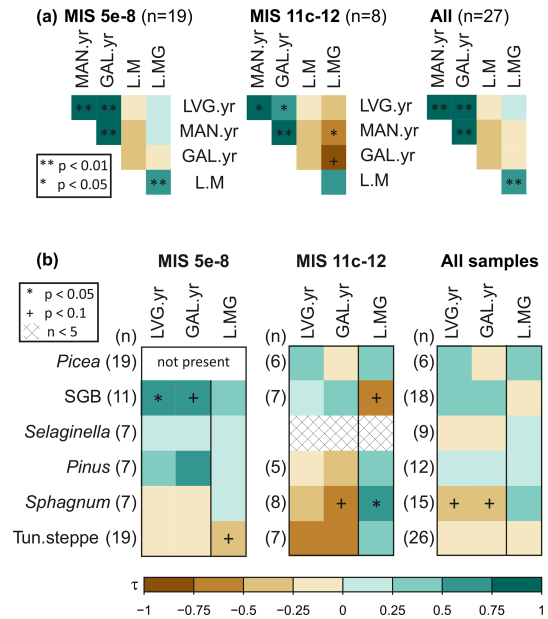 (a) MIS 5e-8 (n=19) MIS 11c-12 (n=8) All (n=27)
MAN.yr GAL.yr L.M L.MG MAN.yr GAL.yr L.M L.MG MAN.yr GAL.yr L.M L.MG
** ** LVG.yr * * LVG.yr ** **
** MAN.yr ** * MAN.yr **
GAL.yr + GAL.yr
** L.M L.M **
** p < 0.01
* p < 0.05
(b) MIS 5e-8 MIS 11c-12 All samples
* p < 0.05
+ p < 0.1
n < 5
(n) LVG.yr GAL.yr L.MG (n) LVG.yr GAL.yr L.MG (n) LVG.yr GAL.yr L.MG
Picea (19) not present (6) (6)
SGB (11) * + (7) + (18)
Selaginella (7) (9)
Pinus (7) (5) (12)
Sphagnum (7) (8) + * (15) + +
Tun.steppe (19) + (7) (26)
τ
−1 −0.75 −0.5 −0.25 0 0.25 0.5 0.75 1